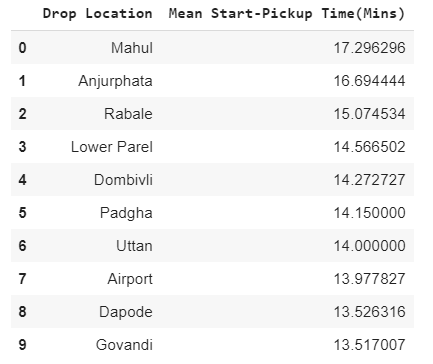 Drop Location Mean Start-Pickup Time(Mins)
0 Mahul 17.296296
1 Anjurphata 16.694444
2 Rabale 15.074534
3 Lower Parel 14.566502
4 Dombivli 14.272727
5 Padgha 14.150000
6 Uttan 14.000000
7 Airport 13.977827
8 Dapode 13.526316
9 Govandi 13.517007